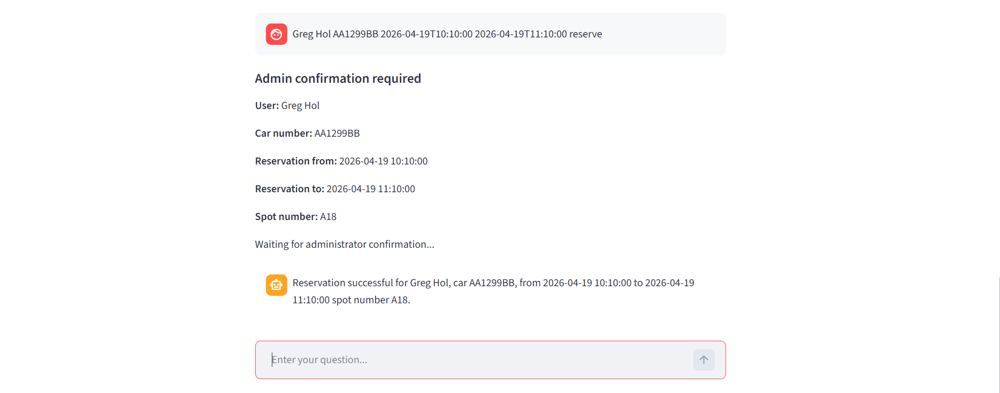 Greg Hol AA1299BB 2026-04-19T10:10:00 2026-04-19T11:10:00 reserve
Admin confirmation required
User: Greg Hol
Car number: AA1299BB
Reservation from: 2026-04-19 10:10:00
Reservation to: 2026-04-19 11:10:00
Spot number: A18
Waiting for administrator confirmation...
Reservation successful for Greg Hol, car AA1299BB, from 2026-04-19 10:10:00 to 2026-04-19
11:10:00 spot number A18.
Enter your question...